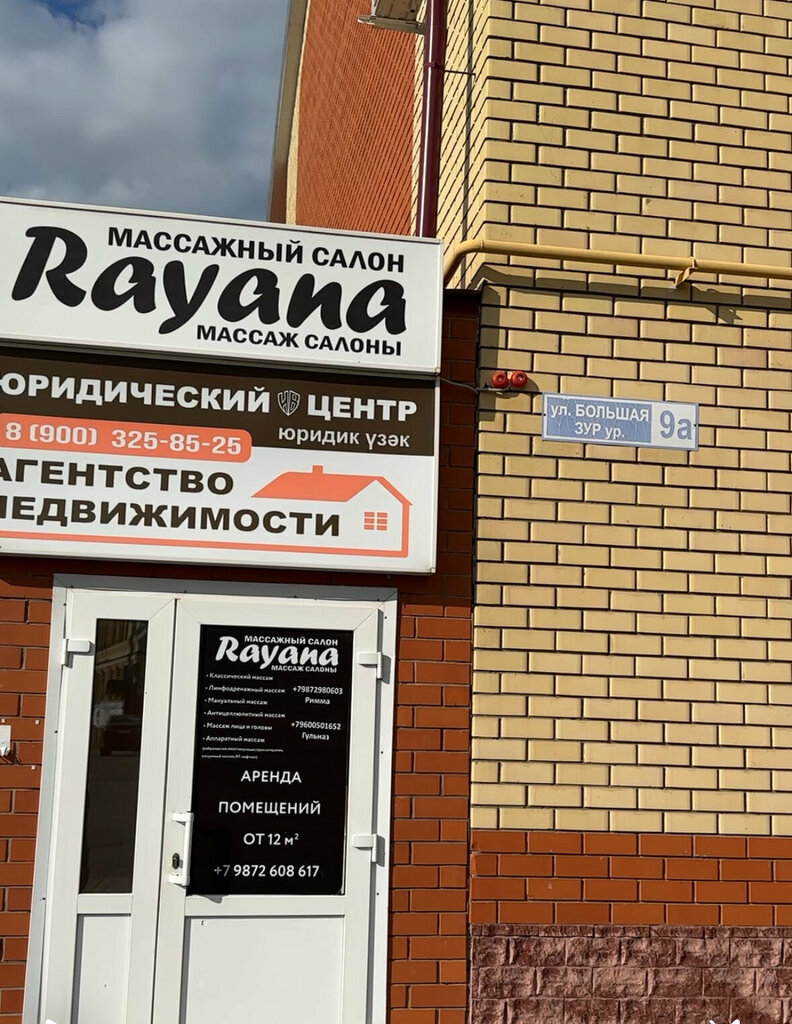 МАССАЖНЫЙ САЛОН
Rayana
МАССАЖ САЛОНЫ
ЮРИДИЧЕСКИЙ ЦЕНТР
8 (900) 325-85-25
юридик үзәк
АГЕНТСТВО
НЕДВИЖИМОСТИ
ул. БОЛЬШАЯ
ЗУР ур.
9а
МАССАЖНЫЙ САЛОН
Rayana
МАССАЖ САЛОНЫ
• Классический массаж
• Лимфодренажный массаж
• Мануальный массаж
• Антицеллюлитный массаж
• Массаж лица и головы
• Аппаратный массаж
+79872980603
Римма
+79600501652
Гульназ
АРЕНДА
ПОМЕЩЕНИЙ
ОТ 12 м²
+7 9872 608 617